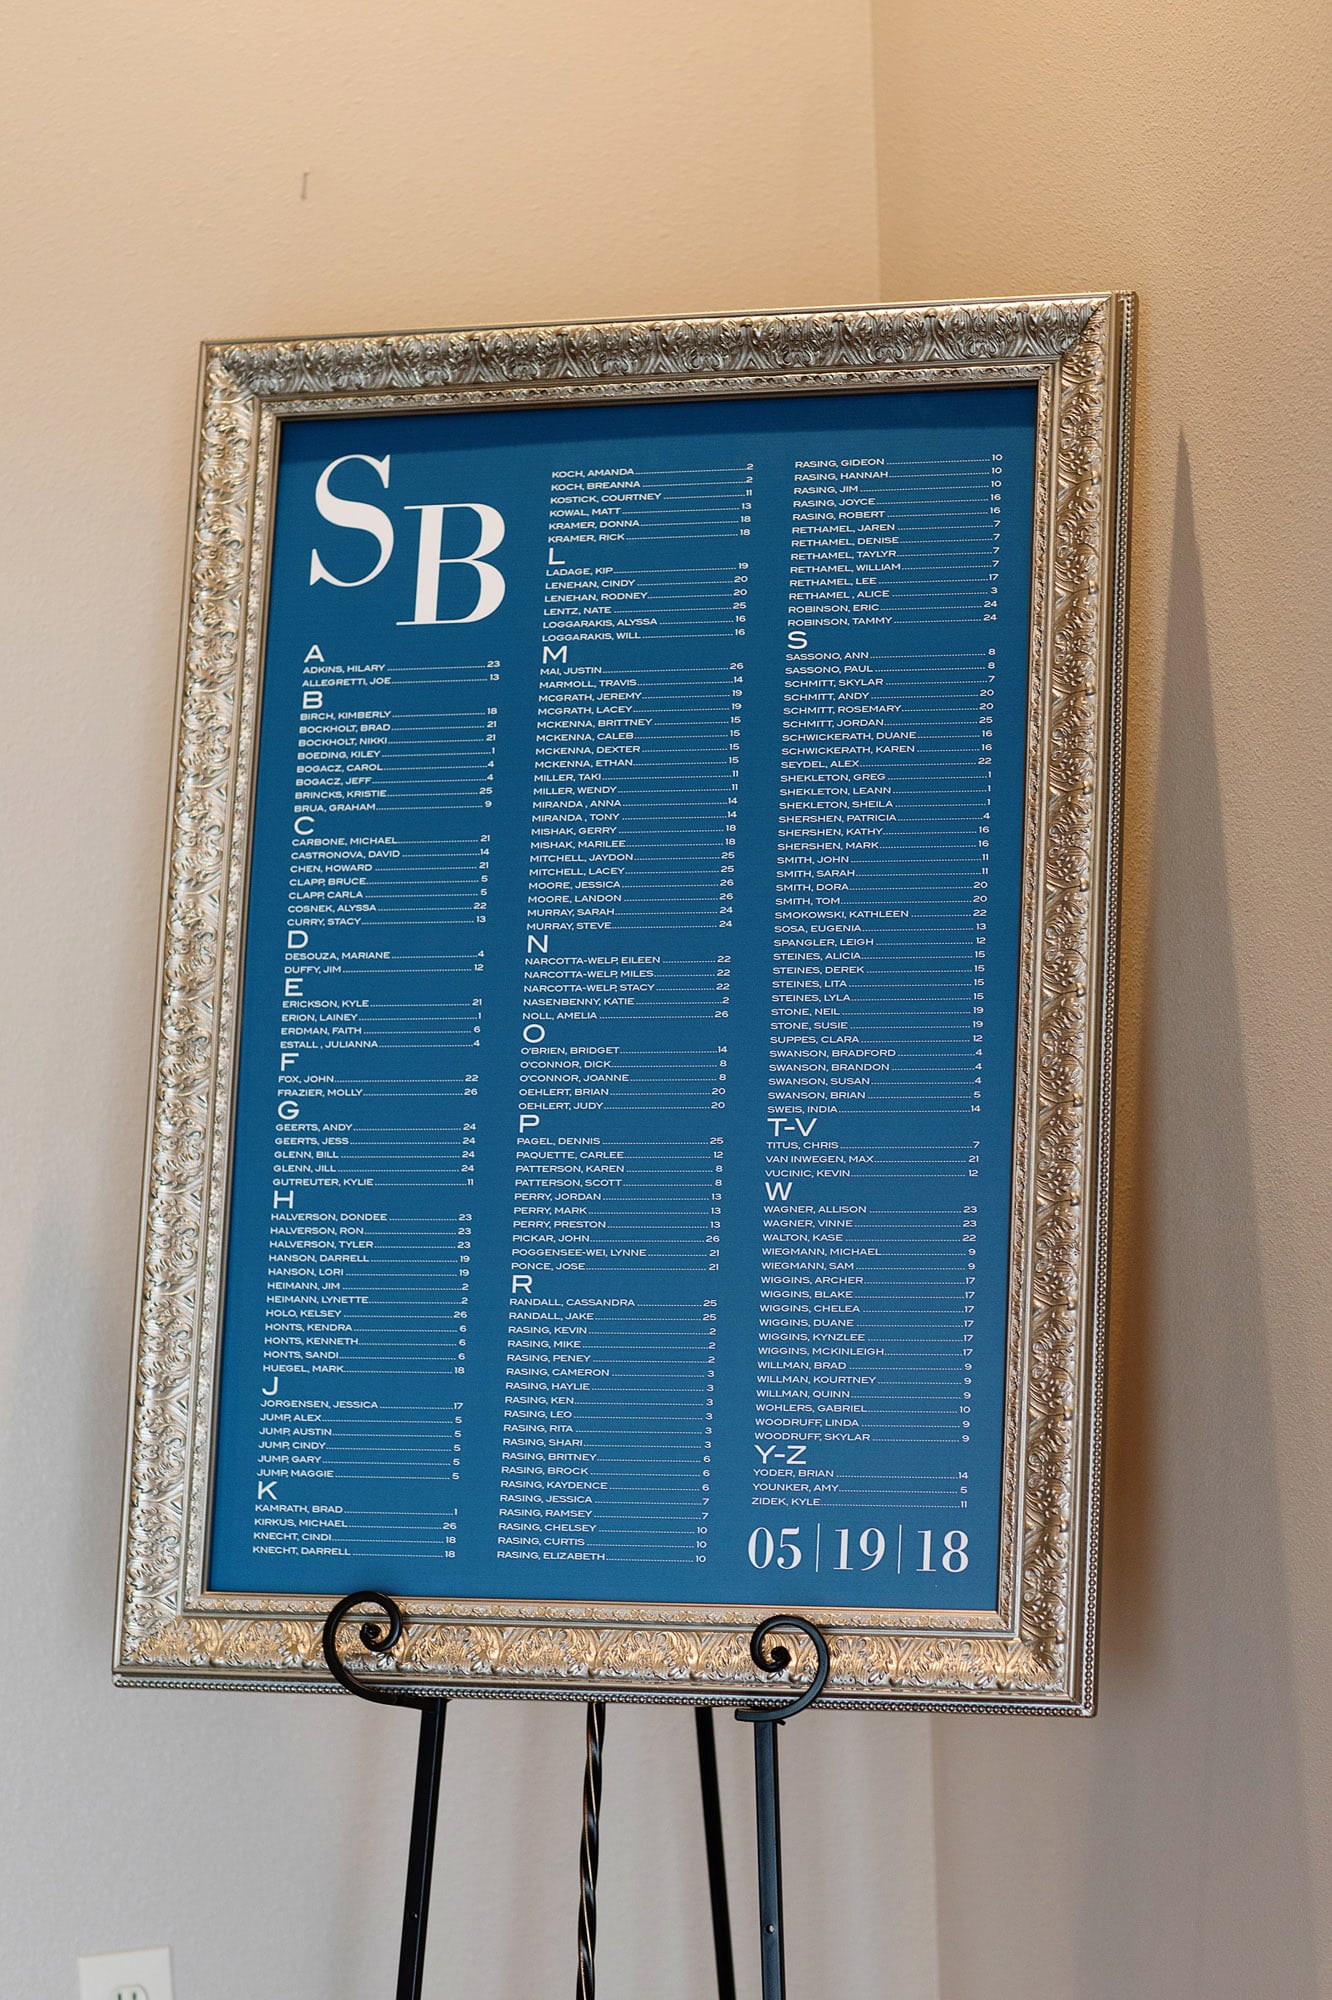 S
B
A
ADKINS, HILARY 23
ALLEGRETTI, JOE 13
B
BIRCH, KIMBERLY 18
BOCKHOLT, BRAD 21
BOCKHOLT, NIKKI 21
BOEDING, KILEY 1
BOGACZ, CAROL 4
BOGACZ, JEFF 4
BRINCKS, KRISTIE 25
BRUA, GRAHAM 9
C
CARBONE, MICHAEL 21
CASTRONOVA, DAVID 14
CHEN, HOWARD 21
CLAPP, BRUCE 5
CLAPP, CARLA 5
COSNEK, ALYSSA 22
CURRY, STACY 13
D
DESOUZA, MARIANE 4
DUFFY, JIM 12
E
ERICKSON, KYLE 21
ERION, LAINEY 1
ERDMAN, FAITH 6
ESTALL , JULIANNA 4
F
FOX, JOHN 22
FRAZIER, MOLLY 26
G
GEERTS, ANDY 24
GEERTS, JESS 24
GLENN, BILL 24
GLENN, JILL 24
GUTREUTER, KYLIE 11
H
HALVERSON, DONDEE 23
HALVERSON, RON 23
HALVERSON, TYLER 23
HANSON, DARRELL 19
HANSON, LORI 19
HEIMANN, JIM 2
HEIMANN, LYNETTE 2
HOLO, KELSEY 26
HONTS, KENDRA 6
HONTS, KENNETH 6
HONTS, SANDI 6
HUEGEL, MARK 18
J
JORGENSEN, JESSICA 17
JUMP, ALEX 5
JUMP, AUSTIN 5
JUMP, CINDY 5
JUMP, GARY 5
JUMP, MAGGIE 5
K
KAMRATH, BRAD 1
KIRKUS, MICHAEL 26
KNECHT, CINDI 18
KNECHT, DARRELL 18
KOCH, AMANDA 2
KOCH, BREANNA 2
KOSTICK, COURTNEY 11
KOWAL, MATT 13
KRAMER, DONNA 18
KRAMER, RICK 18
L
LADAGE, KIP 19
LENEHAN, CINDY 20
LENEHAN, RODNEY 20
LENTZ, NATE 25
LOGGARAKIS, ALYSSA 16
LOGGARAKIS, WILL 16
M
MAI, JUSTIN 26
MARMOLL, TRAVIS 14
MCGRATH, JEREMY 19
MCGRATH, LACEY 19
MCKENNA, BRITTNEY 15
MCKENNA, CALEB 15
MCKENNA, DEXTER 15
MCKENNA, ETHAN 15
MILLER, TAKI 11
MILLER, WENDY 11
MIRANDA , ANNA 14
MIRANDA , TONY 14
MISHAK, GERRY 18
MISHAK, MARILEE 18
MITCHELL, JAYDON 25
MITCHELL, LACEY 25
MOORE, JESSICA 26
MOORE, LANDON 26
MURRAY, SARAH 24
MURRAY, STEVE 24
N
NARCOTTA-WELP, EILEEN 22
NARCOTTA-WELP, MILES 22
NARCOTTA-WELP, STACY 22
NASENBENNY, KATIE 2
NOLL, AMELIA 26
O
O'BRIEN, BRIDGET 14
O'CONNOR, DICK 8
O'CONNOR, JOANNE 8
OEHLERT, BRIAN 20
OEHLERT, JUDY 20
P
PAGEL, DENNIS 25
PAQUETTE, CARLEE 12
PATTERSON, KAREN 8
PATTERSON, SCOTT 8
PERRY, JORDAN 13
PERRY, MARK 13
PERRY, PRESTON 13
PICKAR, JOHN 26
POGGENSEE-WEI, LYNNE 21
PONCE, JOSE 21
R
RANDALL, CASSANDRA 25
RANDALL, JAKE 25
RASING, KEVIN 2
RASING, MIKE 2
RASING, PENEY 2
RASING, CAMERON 3
RASING, HAYLIE 3
RASING, KEN 3
RASING, LEO 3
RASING, RITA 3
RASING, SHARI 3
RASING, BRITNEY 6
RASING, BROCK 6
RASING, KAYDENCE 6
RASING, JESSICA 7
RASING, RAMSEY 7
RASING, CHELSEY 10
RASING, CURTIS 10
RASING, ELIZABETH 10
RASING, GIDEON 10
RASING, HANNAH 10
RASING, JIM 10
RASING, JOYCE 16
RASING, ROBERT 16
RETHAMEL, JAREN 7
RETHAMEL, DENISE 7
RETHAMEL, TAYLYR 7
RETHAMEL, WILLIAM 7
RETHAMEL, LEE 17
RETHAMEL , ALICE 3
ROBINSON, ERIC 24
ROBINSON, TAMMY 24
S
SASSONO, ANN 8
SASSONO, PAUL 8
SCHMITT, SKYLAR 7
SCHMITT, ANDY 20
SCHMITT, ROSEMARY 20
SCHMITT, JORDAN 25
SCHWICKERATH, DUANE 16
SCHWICKERATH, KAREN 16
SEYDEL, ALEX 22
SHEKLETON, GREG 1
SHEKLETON, LEANN 1
SHEKLETON, SHEILA 1
SHERSHEN, PATRICIA 4
SHERSHEN, KATHY 16
SHERSHEN, MARK 16
SMITH, JOHN 11
SMITH, SARAH 11
SMITH, DORA 20
SMITH, TOM 20
SMOKOWSKI, KATHLEEN 22
SOSA, EUGENIA 13
SPANGLER, LEIGH 12
STEINES, ALICIA 15
STEINES, DEREK 15
STEINES, LITA 15
STEINES, LYLA 15
STONE, NEIL 19
STONE, SUSIE 19
SUPPES, CLARA 12
SWANSON, BRADFORD 4
SWANSON, BRANDON 4
SWANSON, SUSAN 4
SWANSON, BRIAN 5
SWEIS, INDIA 14
T-V
TITUS, CHRIS 7
VAN INWEGEN, MAX 21
VUCINIC, KEVIN 12
W
WAGNER, ALLISON 23
WAGNER, VINNE 23
WALTON, KASE 22
WIEGMANN, MICHAEL 9
WIEGMANN, SAM 9
WIGGINS, ARCHER 17
WIGGINS, BLAKE 17
WIGGINS, CHELEA 17
WIGGINS, DUANE 17
WIGGINS, KYNZLEE 17
WIGGINS, MCKINLEIGH 17
WILLMAN, BRAD 9
WILLMAN, KOURTNEY 9
WILLMAN, QUINN 9
WOHLERS, GABRIEL 10
WOODRUFF, LINDA 9
WOODRUFF, SKYLAR 9
Y-Z
YODER, BRIAN 14
YOUNKER, AMY 5
ZIDEK, KYLE 11
05|19|18